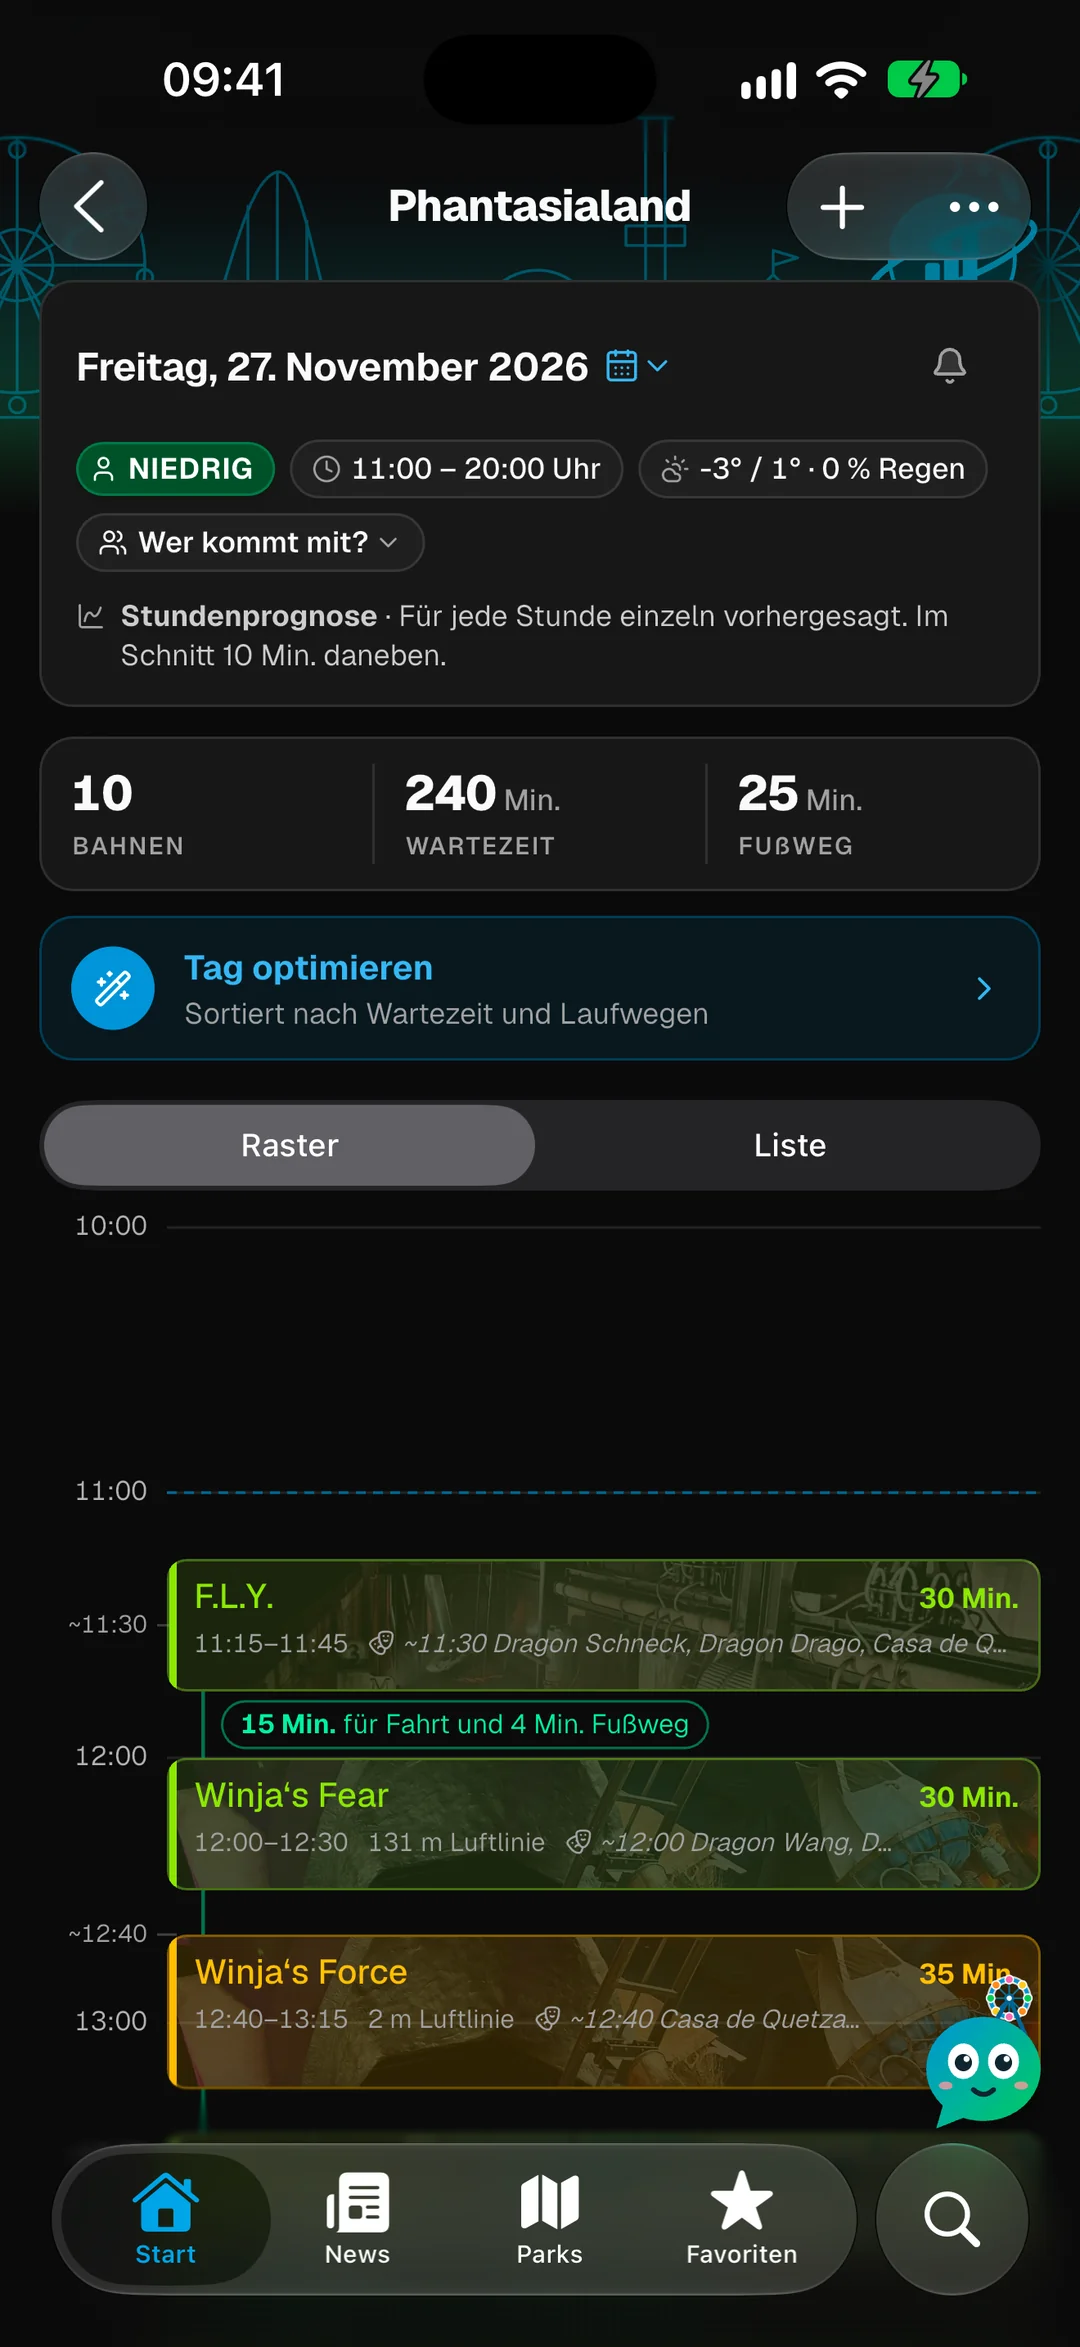 09:41
Phantasialand
Freitag, 27. November 2026
NIEDRIG
11:00 – 20:00 Uhr
-3° / 1° · 0 % Regen
Wer kommt mit?
Stundenprognose · Für jede Stunde einzeln vorhergesagt. Im
Schnitt 10 Min. daneben.
10
BAHNEN
240 Min.
WARTEZEIT
25 Min.
FUßWEG
Tag optimieren
Sortiert nach Wartezeit und Laufwegen
Raster
Liste
10:00
11:00
F.L.Y.
30 Min.
~11:30
11:15–11:45
~11:30 Dragon Schneck, Dragon Drago, Casa de Q...
15 Min. für Fahrt und 4 Min. Fußweg
12:00
Winja‘s Fear
30 Min.
12:00–12:30
131 m Luftlinie
~12:00 Dragon Wang, D...
~12:40
Winja‘s Force
35 Min.
13:00
12:40–13:15
2 m Luftlinie
~12:40 Casa de Quetza...
Start
News
Parks
Favoriten